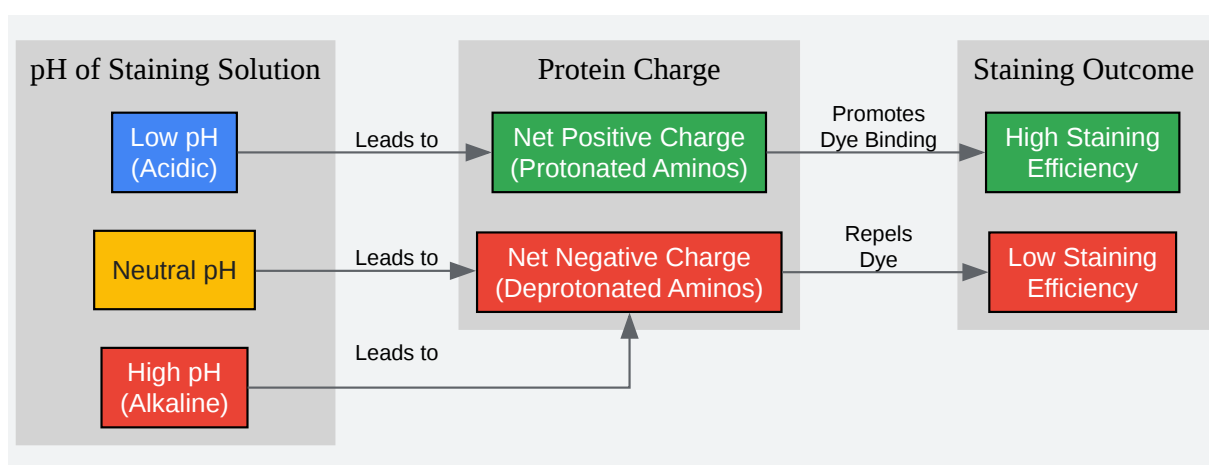 pH of Staining Solution
Protein Charge
Staining Outcome
Low pH
(Acidic)
Leads to
Net Positive Charge
(Protonated Aminos)
Promotes
Dye Binding
High Staining
Efficiency
Neutral pH
Leads to
Net Negative Charge
(Deprotonated Aminos)
Repels
Dye
Low Staining
Efficiency
High pH
(Alkaline)
Leads to